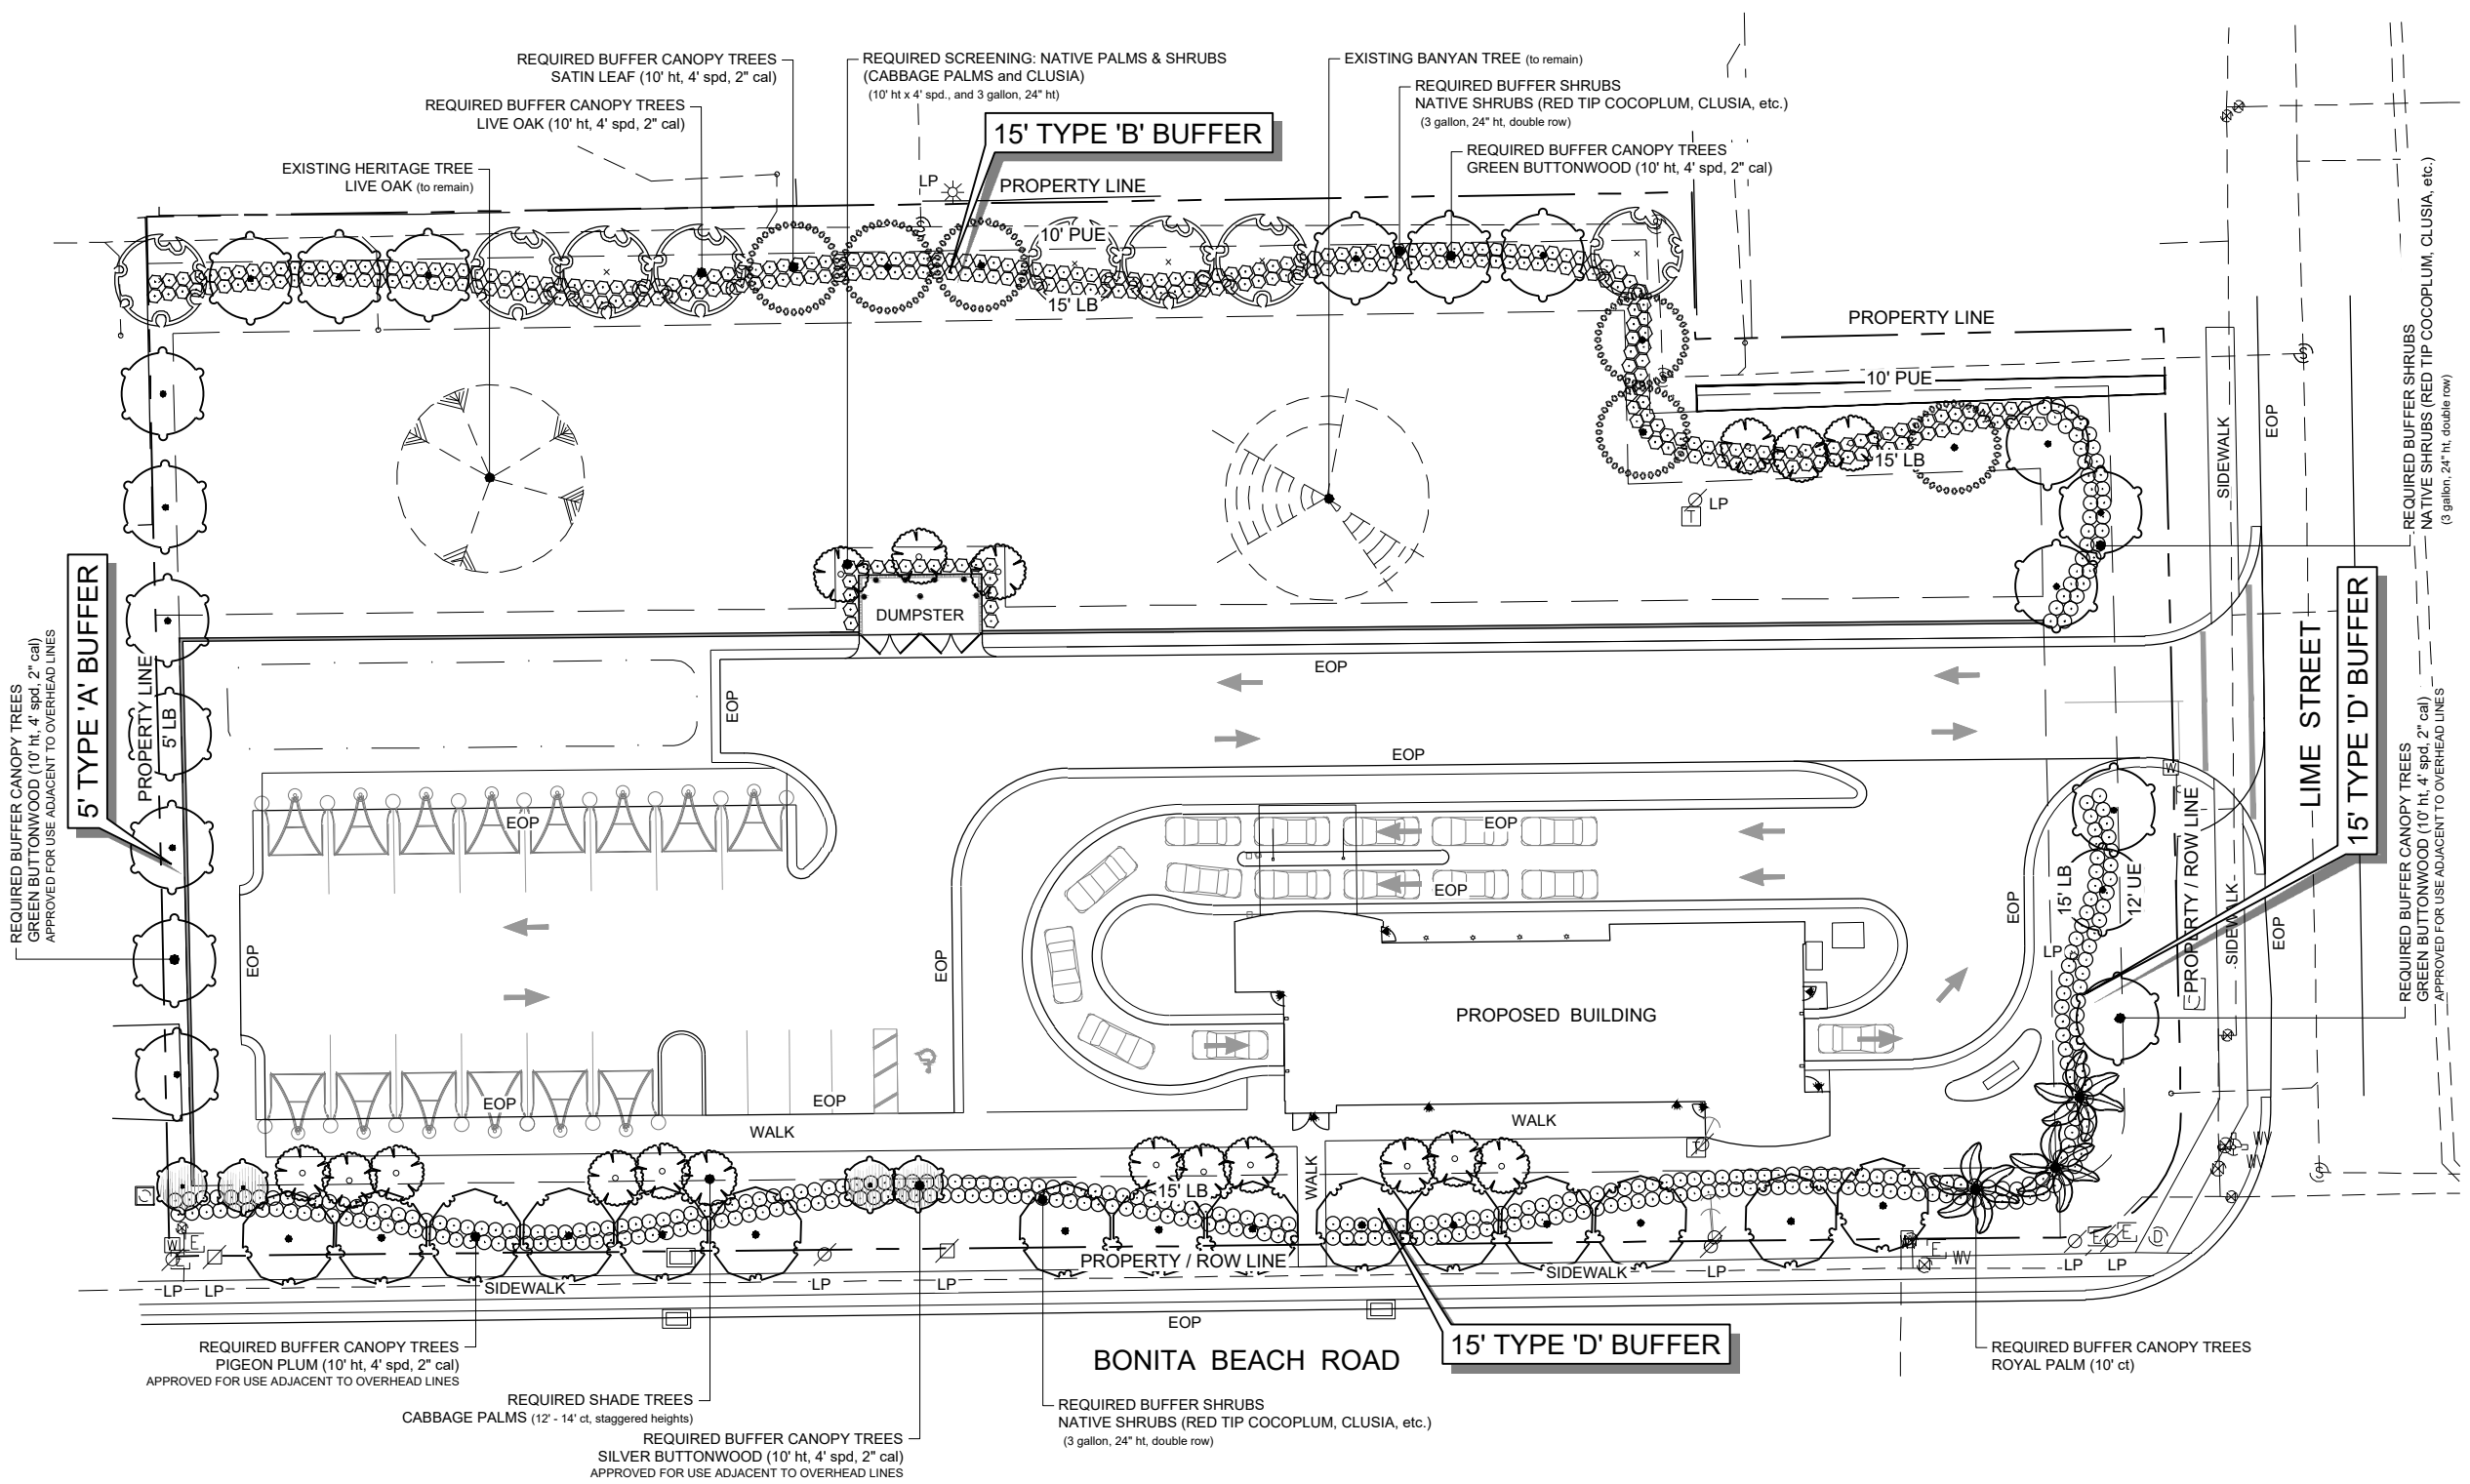 REQUIRED BUFFER CANOPY TREES
SATIN LEAF (10' ht, 4' spd, 2" cal)
REQUIRED BUFFER CANOPY TREES
LIVE OAK (10' ht, 4' spd, 2" cal)
EXISTING HERITAGE TREE
LIVE OAK (to remain)
REQUIRED SCREENING: NATIVE PALMS & SHRUBS
(CABBAGE PALMS and CLUSIA)
(10' ht x 4' spd., and 3 gallon, 24" ht)
15' TYPE 'B' BUFFER
EXISTING BANYAN TREE (to remain)
REQUIRED BUFFER SHRUBS
NATIVE SHRUBS (RED TIP COCOPLUM, CLUSIA, etc.)
(3 gallon, 24" ht, double row)
REQUIRED BUFFER CANOPY TREES
GREEN BUTTONWOOD (10' ht, 4' spd, 2" cal)
LP
PROPERTY LINE
10' PUE
15' LB
PROPERTY LINE
10' PUE
15' LB
LP
T
SIDEWALK
EOP
REQUIRED BUFFER SHRUBS
NATIVE SHRUBS (RED TIP COCOPLUM, CLUSIA, etc.)
(3 gallon, 24" ht, double row)
DUMPSTER
5' TYPE 'A' BUFFER
PROPERTY LINE
5' LB
REQUIRED BUFFER CANOPY TREES
GREEN BUTTONWOOD (10' ht, 4' spd, 2" cal)
APPROVED FOR USE ADJACENT TO OVERHEAD LINES
EOP
EOP
EOP
EOP
EOP
EOP
EOP
EOP
EOP
EOP
EOP
EOP
LIME STREET
15' TYPE 'D' BUFFER
REQUIRED BUFFER CANOPY TREES
GREEN BUTTONWOOD (10' ht, 4' spd, 2" cal)
APPROVED FOR USE ADJACENT TO OVERHEAD LINES
W
15' LB
12' UE
LP
PROPERTY / ROW LINE
SIDEWALK
EOP
PROPOSED BUILDING
WALK
WALK
WALK
T
15' LB
WV
WV
W
E
E
PROPERTY / ROW LINE
SIDEWALK
SIDEWALK
LP
LP
LP
LP
LP
E
WV
E
E
D
LP
LP
EOP
BONITA BEACH ROAD
15' TYPE 'D' BUFFER
REQUIRED BUFFER CANOPY TREES
PIGEON PLUM (10' ht, 4' spd, 2" cal)
APPROVED FOR USE ADJACENT TO OVERHEAD LINES
REQUIRED SHADE TREES
CABBAGE PALMS (12' - 14' ct, staggered heights)
REQUIRED BUFFER CANOPY TREES
SILVER BUTTONWOOD (10' ht, 4' spd, 2" cal)
APPROVED FOR USE ADJACENT TO OVERHEAD LINES
REQUIRED BUFFER SHRUBS
NATIVE SHRUBS (RED TIP COCOPLUM, CLUSIA, etc.)
(3 gallon, 24" ht, double row)
REQUIRED BUFFER CANOPY TREES
ROYAL PALM (10' ct)